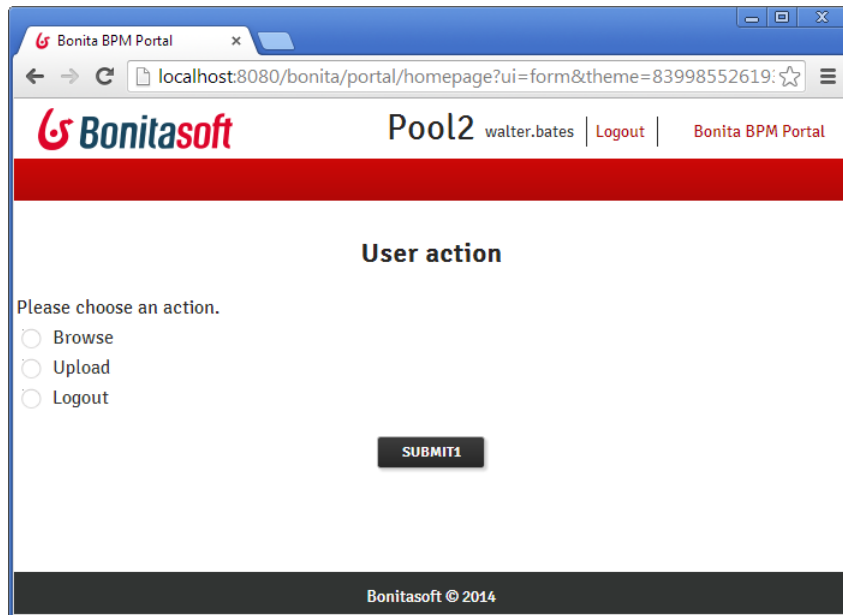 Bonita BPM Portal
localhost:8080/bonita/portal/homepage?ui=form&theme=83998552619
Bonitasoft Pool2 walter.bates Logout Bonita BPM Portal
User action
Please choose an action.
Browse
Upload
Logout
SUBMIT1
Bonitasoft © 2014